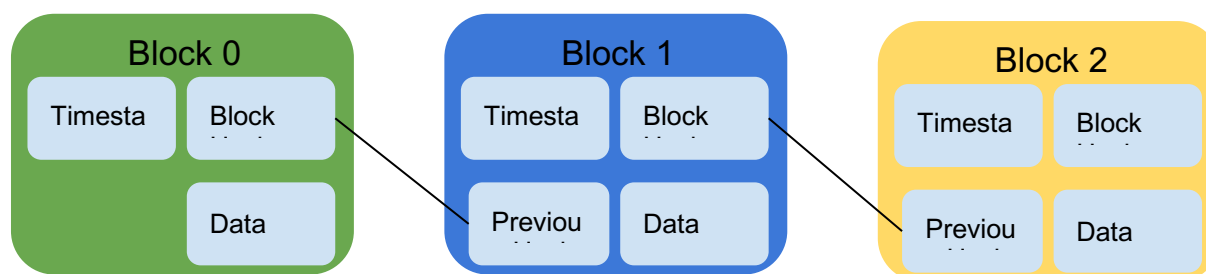 Block 0
Timesta
Block
Data
Block 1
Timesta
Block
Previou
Data
Block 2
Timesta
Block
Previou
Data